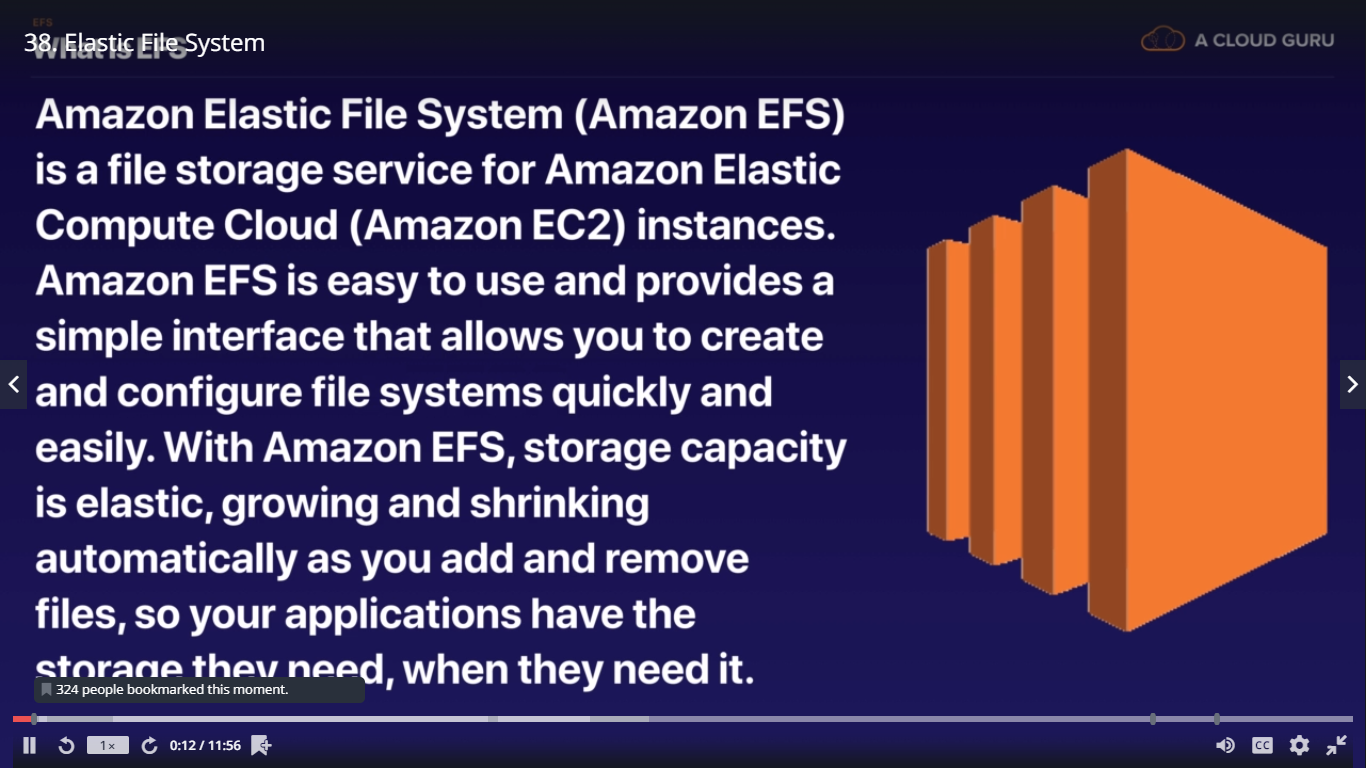 EFS
38. Elastic File System
What is EFS
A CLOUD GURU
Amazon Elastic File System (Amazon EFS)
is a file storage service for Amazon Elastic
Compute Cloud (Amazon EC2) instances.
Amazon EFS is easy to use and provides a
simple interface that allows you to create
and configure file systems quickly and
easily. With Amazon EFS, storage capacity
is elastic, growing and shrinking
automatically as you add and remove
files, so your applications have the
storage they need, when they need it.
324 people bookmarked this moment.
1×
0:12 / 11:56
CC